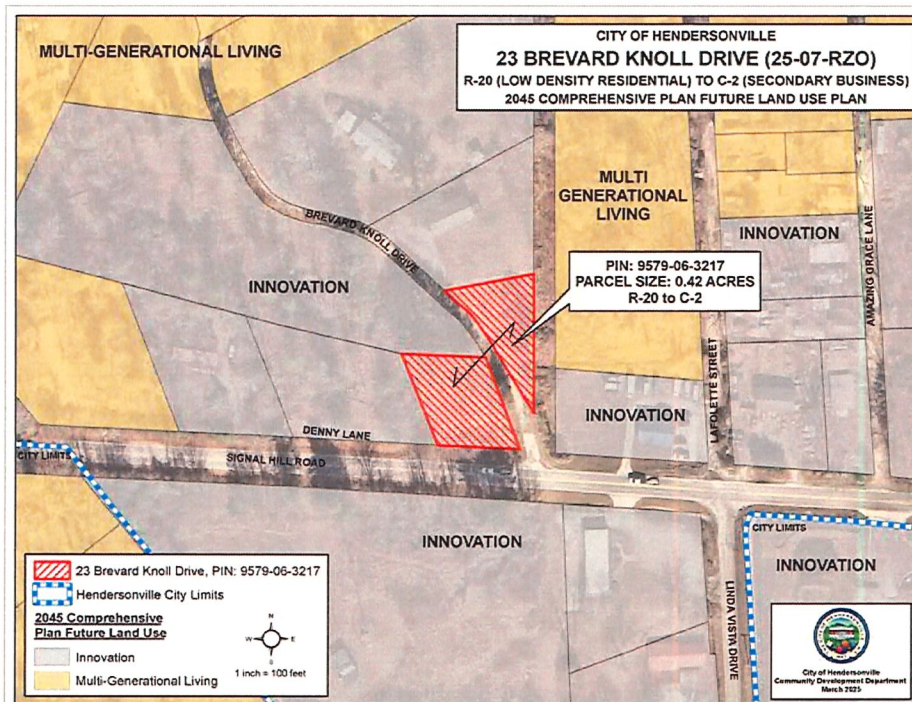 CITY OF HENDERSONVILLE
23 BREVARD KNOLL DRIVE (25-07-RZO)
R-20 (LOW DENSITY RESIDENTIAL) TO C-2 (SECONDARY BUSINESS)
2045 COMPREHENSIVE PLAN FUTURE LAND USE PLAN
MULTI-GENERATIONAL LIVING
BREVARD KNOLL DRIVE
INNOVATION
MULTI
GENERATIONAL
LIVING
INNOVATION
AMAZING GRACE LANE
PIN: 9579-06-3217
PARCEL SIZE: 0.42 ACRES
R-20 to C-2
LAFOLETTE STREET
INNOVATION
DENNY LANE
SIGNAL HILL ROAD
CITY LIMITS
INNOVATION
CITY LIMITS
INNOVATION
LINDA VISTA DRIVE
23 Brevard Knoll Drive, PIN: 9579-06-3217
Hendersonville City Limits
2045 Comprehensive
Plan Future Land Use
Innovation
Multi-Generational Living
N
W E
S
1 inch = 100 feet
City of Hendersonville
Community Development Department
March 2025